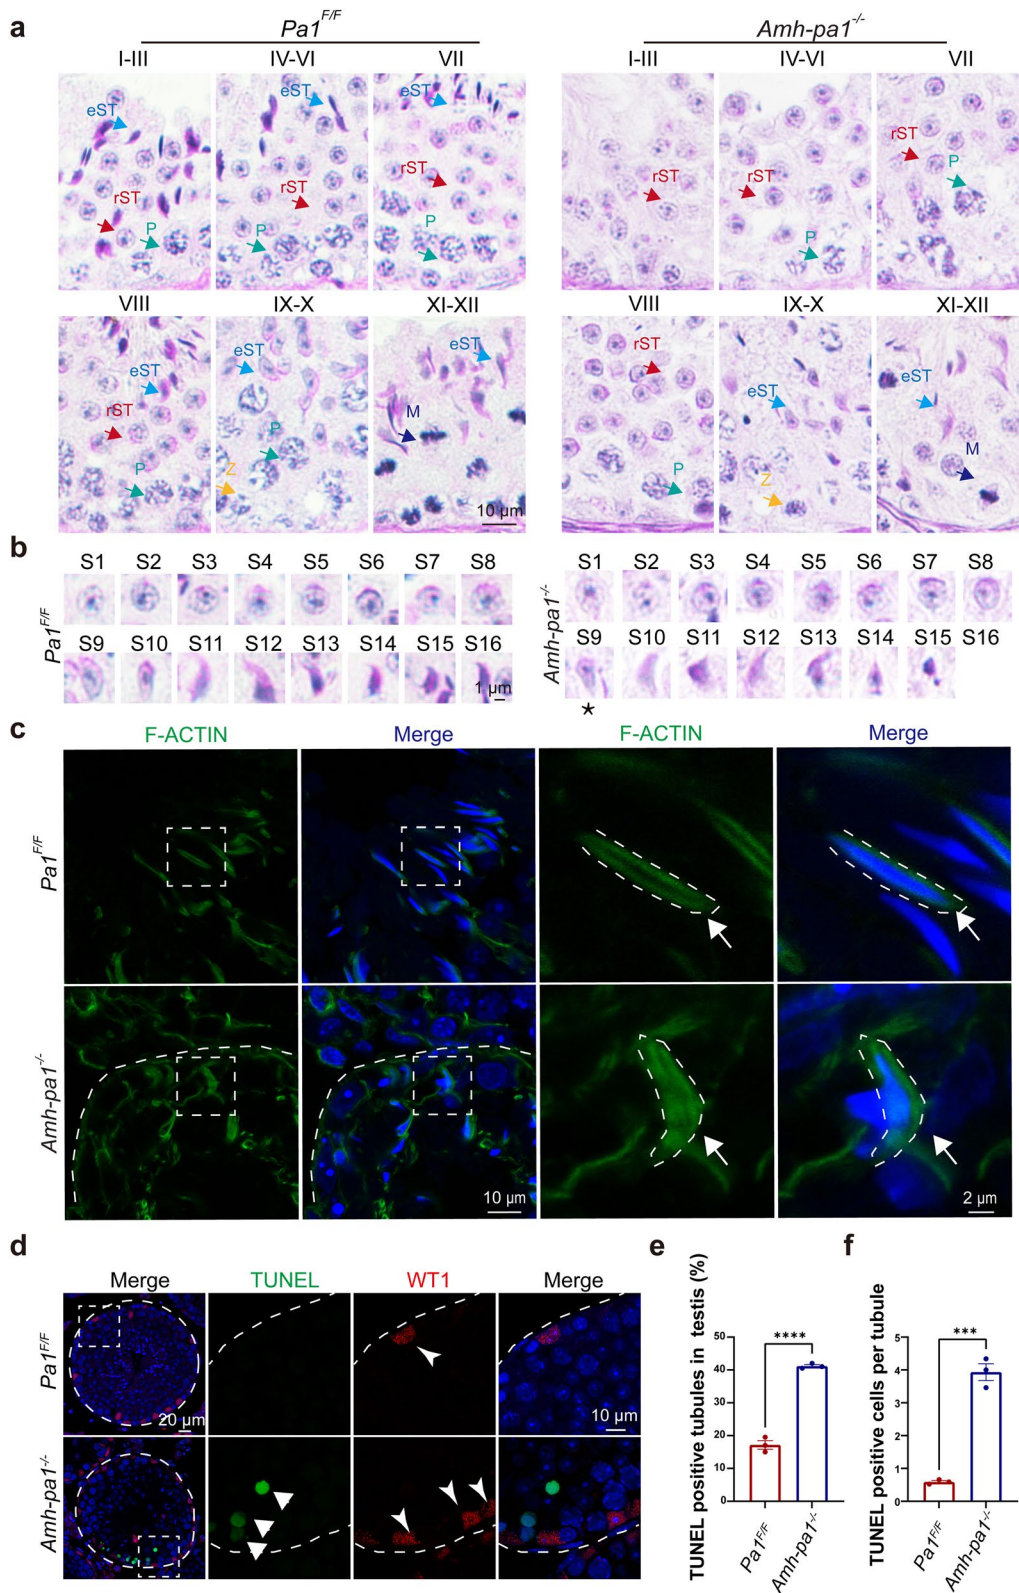 a
Pa1F/F
Amh-pa1-/-
I-III IV-VI VII
I-III IV-VI VII
eST eST eST
rST rST rST
P P P
rST rST rST P
P
VIII IX-X XI-XII
VIII IX-X XI-XII
eST eST eST
rST M
P P
Z
10 µm
rST eST eST
P Z M
b
Pa1F/F
S1 S2 S3 S4 S5 S6 S7 S8
S9 S10 S11 S12 S13 S14 S15 S16
1 µm
Amh-pa1-/-
S1 S2 S3 S4 S5 S6 S7 S8
S9 S10 S11 S12 S13 S14 S15 S16
*
c
F-ACTIN Merge F-ACTIN Merge
Pa1F/F
Amh-pa1-/-
10 µm
2 µm
d
Merge TUNEL WT1 Merge
Pa1F/F
20 µm
10 µm
Amh-pa1-/-
e
TUNEL positive tubules in testis (%)
50
40
30
20
10
0
****
Pa1F/F
Amh-pa1-/-
f
TUNEL positive cells per tubule
5
4
3
2
1
0
***
Pa1F/F
Amh-pa1-/-